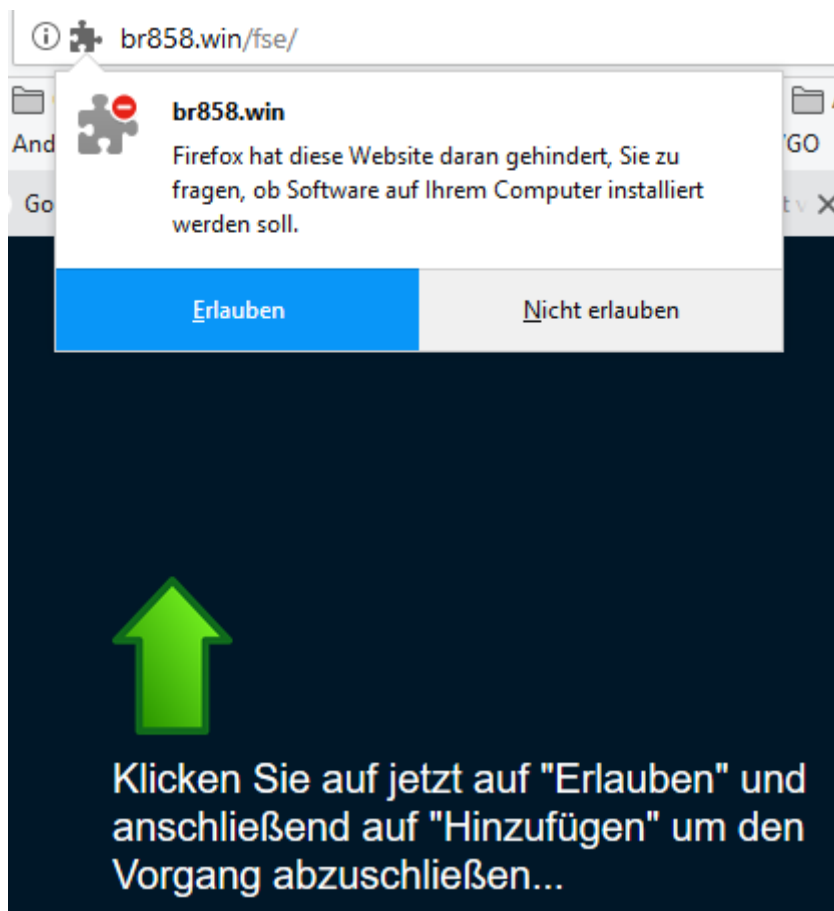 br858.win/fse/
br858.win
And
GO
Firefox hat diese Website daran gehindert, Sie zu
fragen, ob Software auf Ihrem Computer installiert
werden soll.
Go
Erlauben
Nicht erlauben
Klicken Sie auf jetzt auf "Erlauben" und
anschließend auf "Hinzufügen" um den
Vorgang abzuschließen...